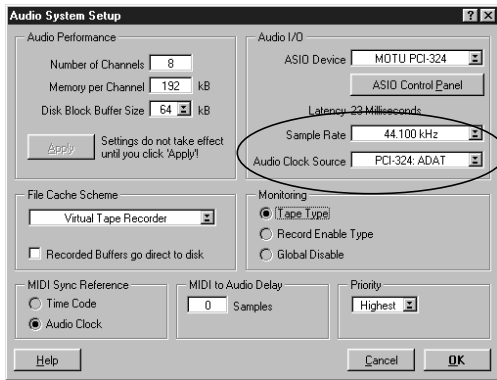 Audio System Setup
Audio Performance
Number of Channels 8
Memory per Channel 192 kB
Disk Block Buffer Size 64 kB
Apply
Settings do not take effect
until you click 'Apply'!
Audio I/O
ASIO Device MOTU PCI-324
ASIO Control Panel
Latency 23 Milliseconds
Sample Rate 44.100 kHz
Audio Clock Source PCI-324: ADAT
File Cache Scheme
Virtual Tape Recorder
Recorded Buffers go direct to disk
Monitoring
Tape Type
Record Enable Type
Global Disable
MIDI Sync Reference
Time Code
Audio Clock
MIDI to Audio Delay
0 Samples
Priority
Highest
Help
Cancel
OK